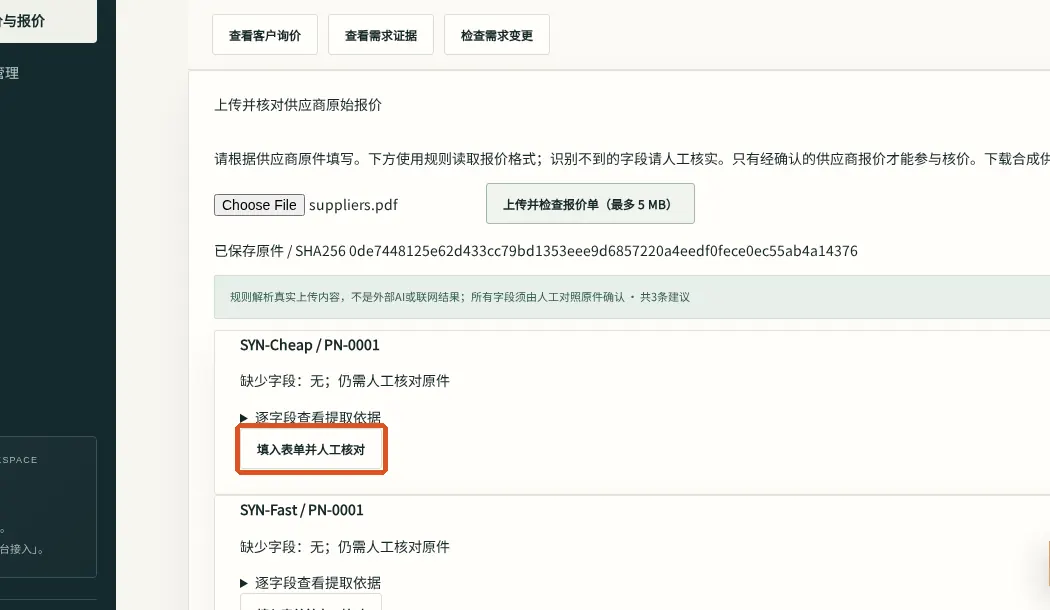 与报价
管理
查看客户询价
查看需求证据
检查需求变更
上传并核对供应商原始报价
请根据供应商原件填写。下方使用规则读取报价格式；识别不到的字段请人工核实。只有经确认的供应商报价才能参与核价。下载合成
Choose File suppliers.pdf
上传并检查报价单（最多 5 MB）
已保存原件 / SHA256 0de7448125e62d433cc79bd1353eee9d6857220a4eedf0fece0ec55ab4a14376
规则解析真实上传内容，不是外部AI或联网结果；所有字段须由人工对照原件确认 · 共3条建议
SYN-Cheap / PN-0001
缺少字段：无；仍需人工核对原件
▶ 逐字段查看提取依据
填入表单并人工核对
SPACE
SYN-Fast / PN-0001
。
缺少字段：无；仍需人工核对原件
台接入」。
▶ 逐字段查看提取依据